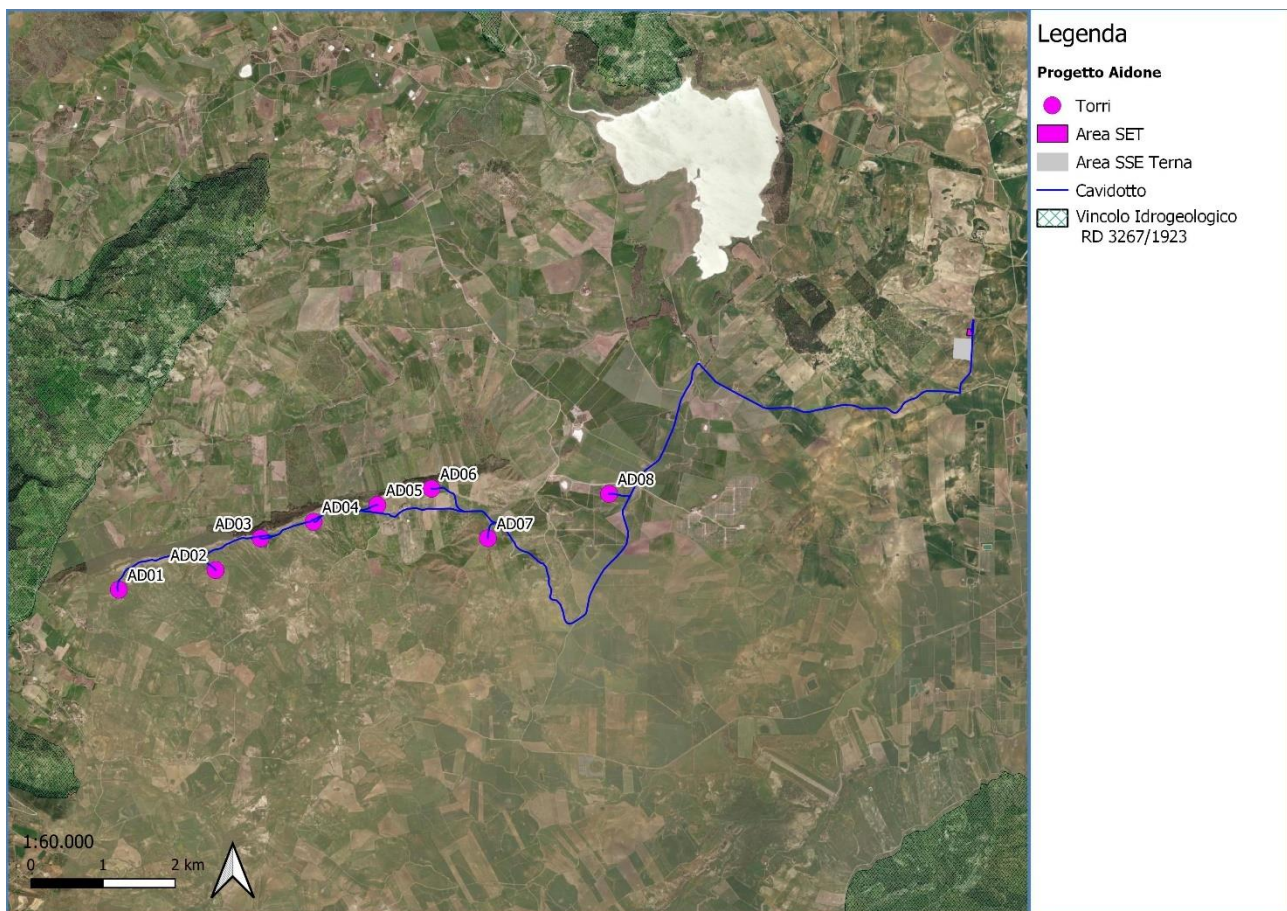 Legenda
Progetto Aidone
Torri
Area SET
Area SSE Terna
Cavidotto
Vincolo Idrogeologico
RD 3267/1923
AD06
AD05
AD08
AD04
AD03
AD07
AD02
AD01
1:60.000
0 1 2 km